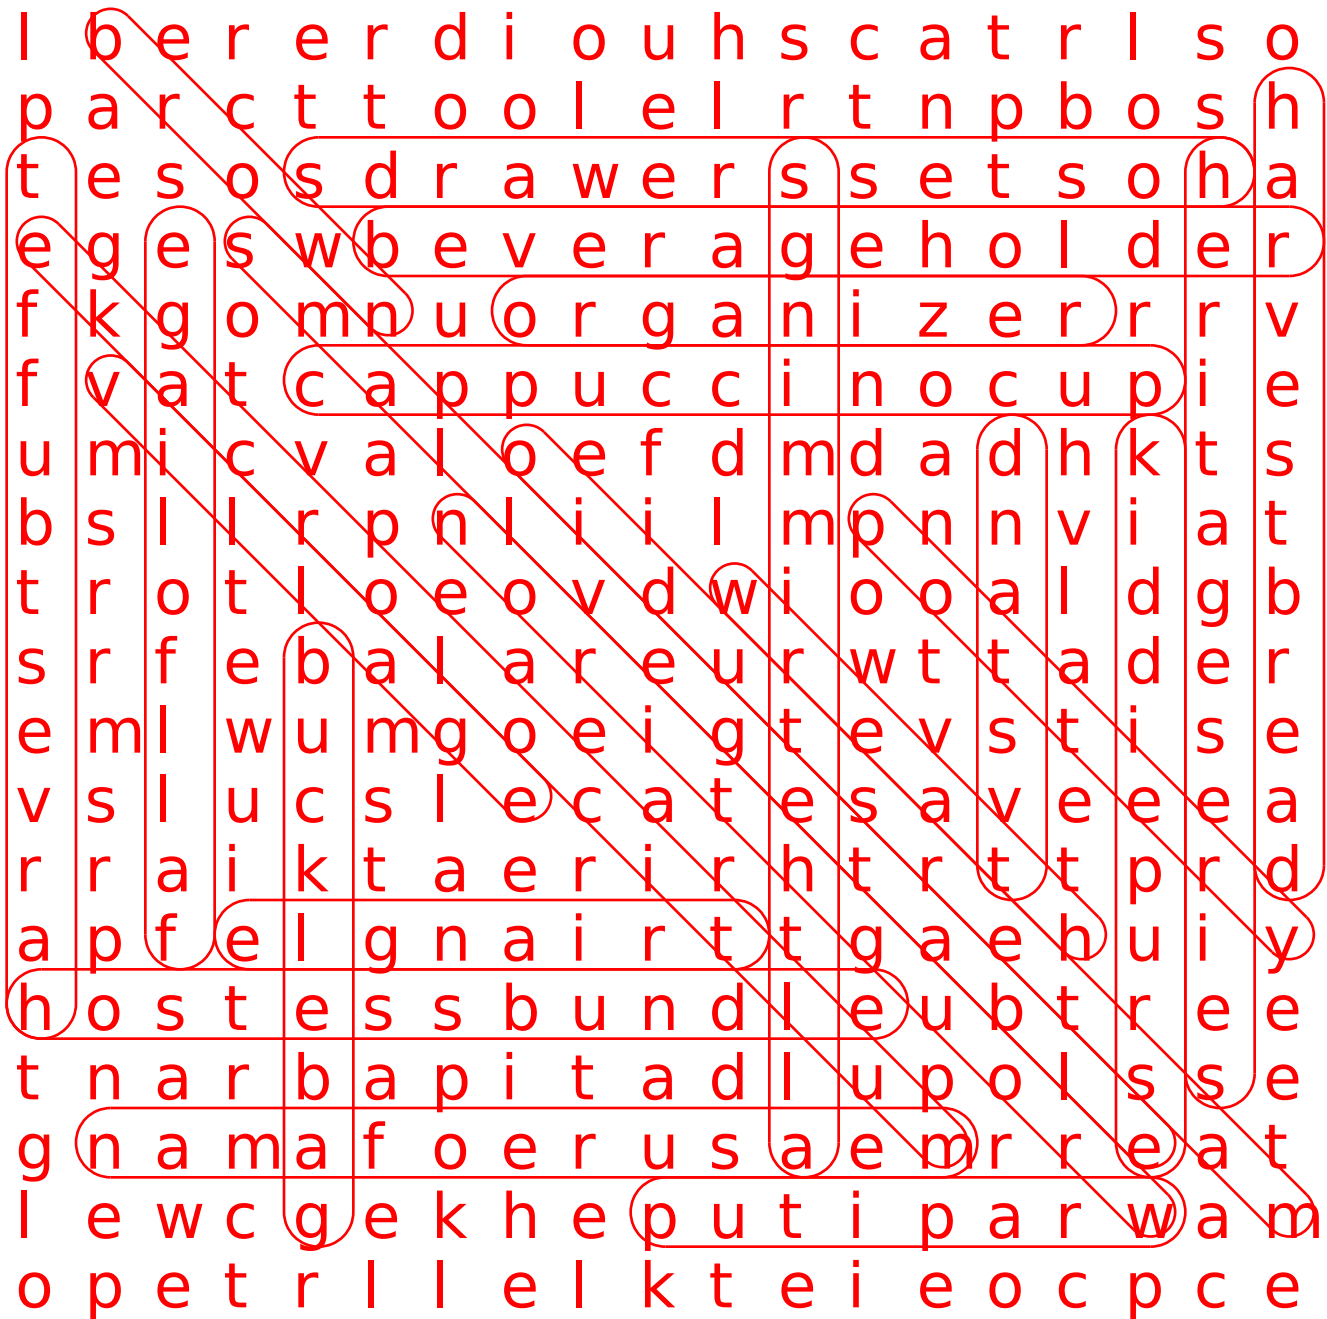 l b e r e r d i o u h s c a t r l s o
p a r c t t o o l e l r t n p b o s h
t e s o s d r a w e r s s e t s o h a
e g e s w b e v e r a g e h o l d e r
f k g o m n u o r g a n i z e r r r v
f v a t c a p p u c c i n o c u p i e
u m i c v a l o e f d m d a d h k t s
b s l l r p n l i i l m p n n v i a t
t r o t l o e o v d w i o o a l d g b
s r f e b a l a r e u r w t t a d e r
e m l w u m g o e i g t e v s t i s e
v s l u c s l e c a t e s a v e e e a
r r a i k t a e r i r h t r t t p r d
a p f e l g n a i r t t g a e h u i y
h o s t e s s b u n d l e u b t r e e
t n a r b a p i t a d l u p o l s s e
g n a m a f o e r u s a e m r r e a t
l e w c g e k h e p u t i p a r w a m
o p e t r l l e l k t e i e o c p c e